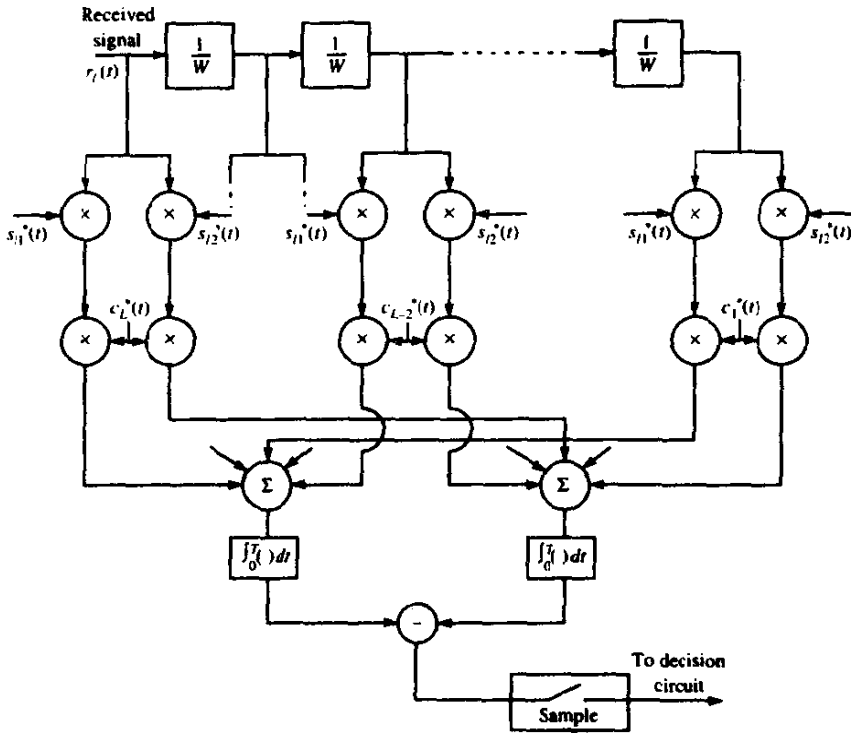 Received
signal
r_l(t)
1/W
1/W
1/W
×
×
×
×
×
×
s_l1*(t)
s_l2*(t)
s_l1*(t)
s_l2*(t)
s_l1*(t)
s_l2*(t)
c_L*(t)
c_{L-2}*(t)
c_1*(t)
×
×
×
×
×
×
Σ
Σ
∫_0^T( )dt
∫_0^T( )dt
−
To decision
circuit
Sample